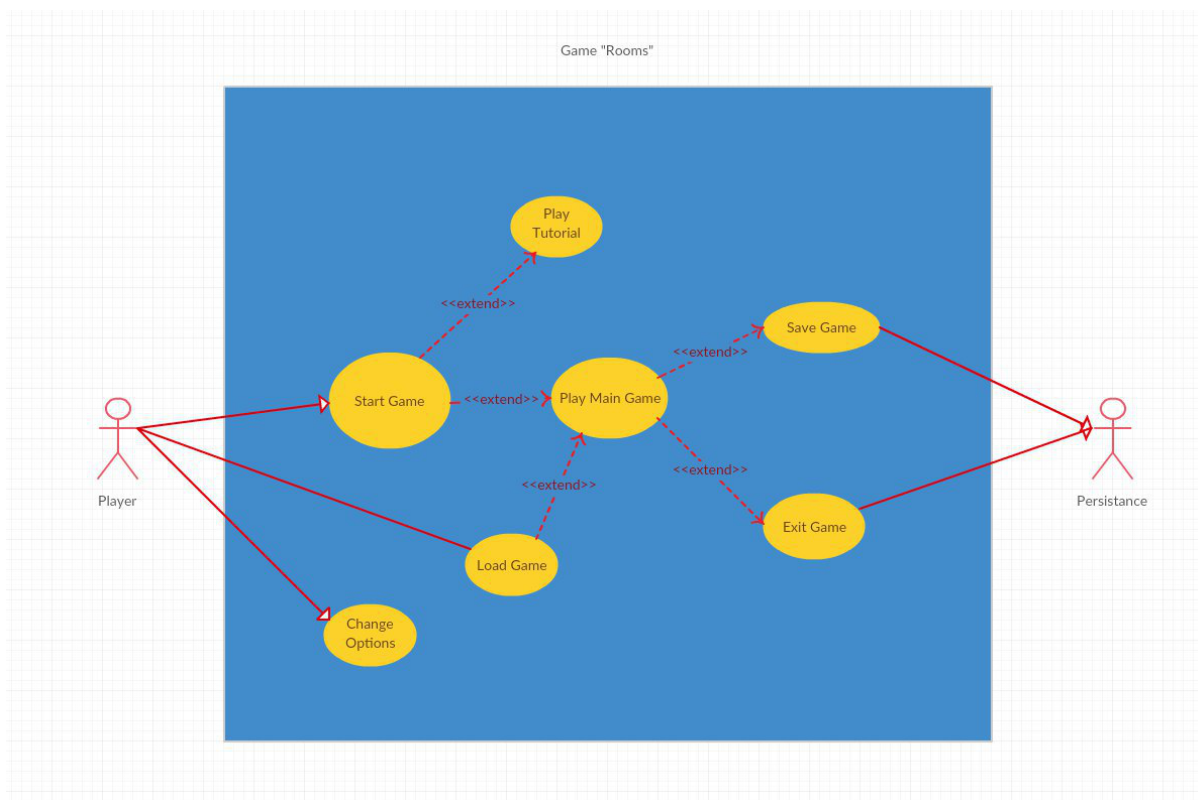 Game "Rooms"
Play
Tutorial
<<extend>>
Save Game
<<extend>>
Start Game
<<extend>>
Play Main Game
<<extend>>
<<extend>>
Player
Persistance
Exit Game
Load Game
Change
Options